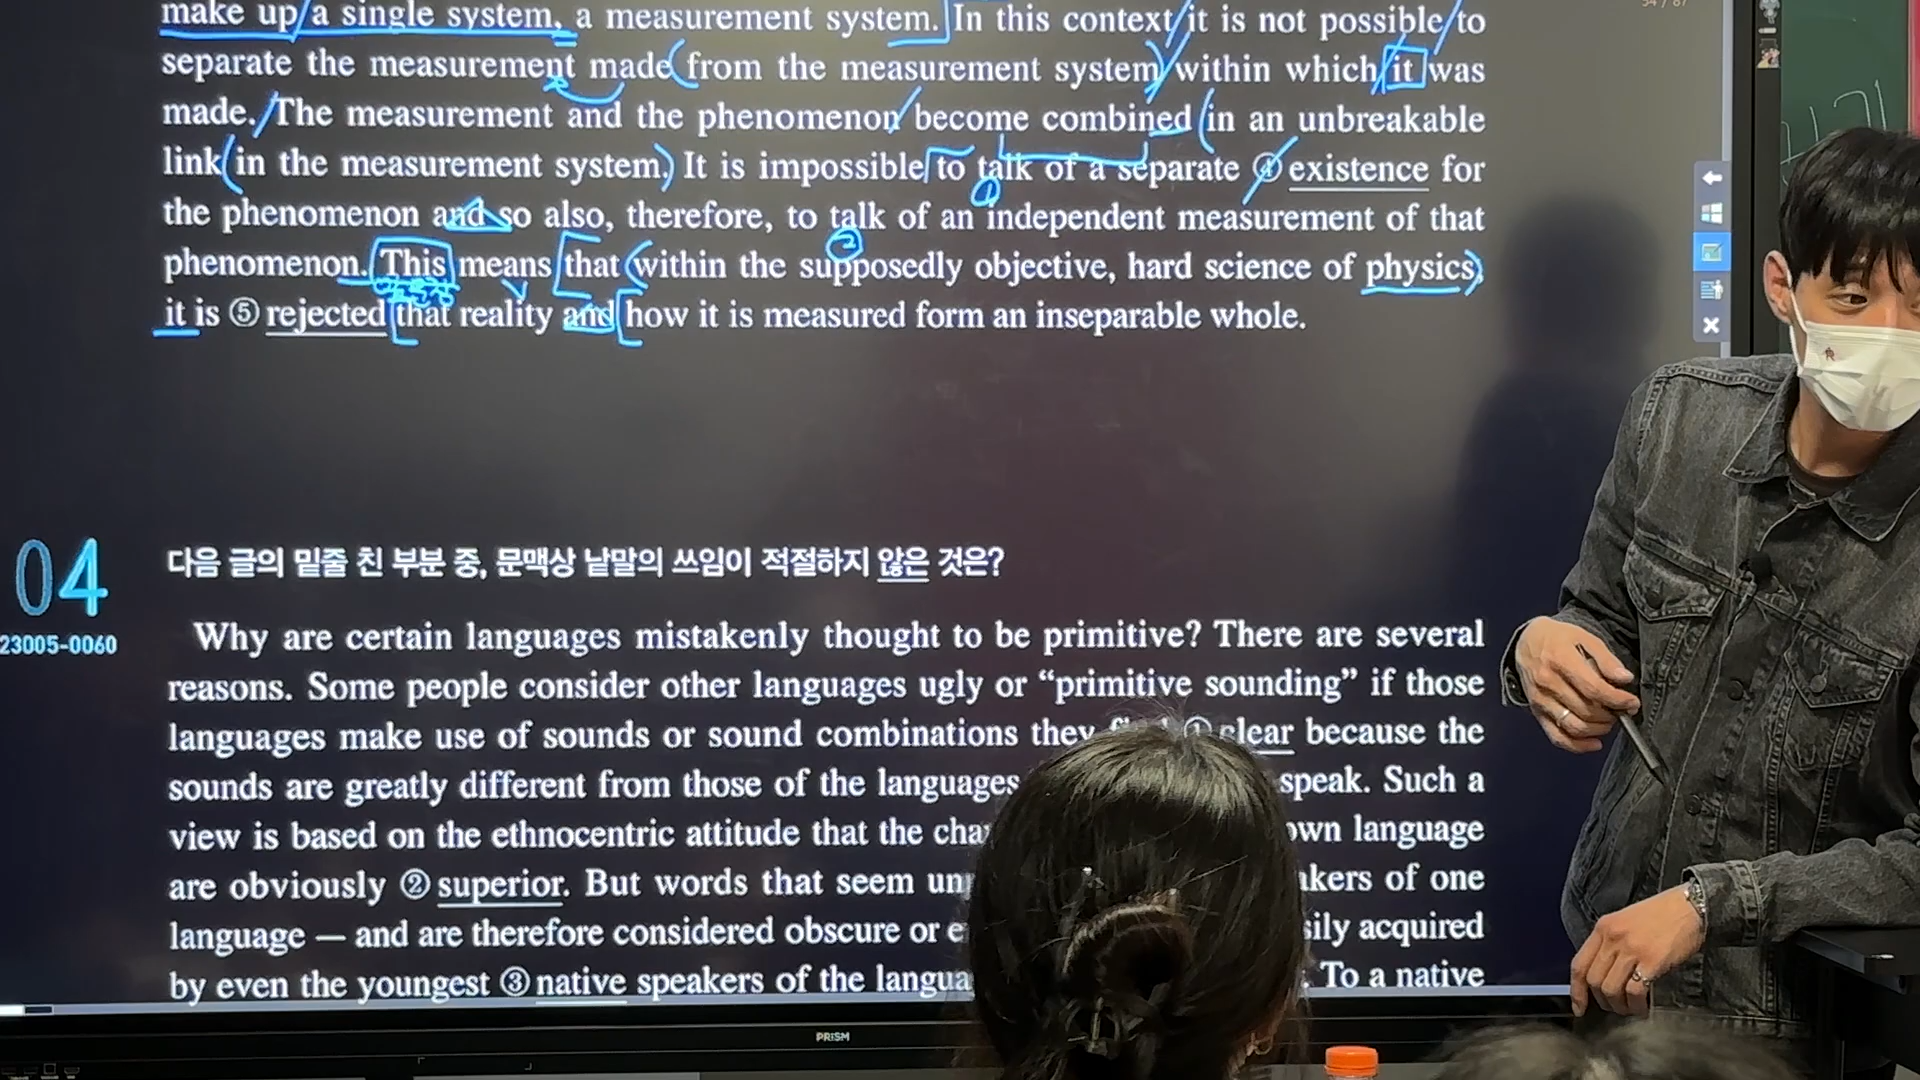 make up a single system, a measurement system. In this context it is not possible to
separate the measurement made from the measurement system within which it was
made. The measurement and the phenomenon become combined in an unbreakable
link in the measurement system. It is impossible to talk of a separate ④ existence for
①
the phenomenon and so also, therefore, to talk of an independent measurement of that
②
phenomenon. This means that within the supposedly objective, hard science of physics,
it is ⑤ rejected that reality and how it is measured form an inseparable whole.
04
다음 글의 밑줄 친 부분 중, 문맥상 낱말의 쓰임이 적절하지 않은 것은?
23005-0060
Why are certain languages mistakenly thought to be primitive? There are several
reasons. Some people consider other languages ugly or “primitive sounding” if those
languages make use of sounds or sound combinations they ① clear because the
sounds are greatly different from those of the languages speak. Such a
view is based on the ethnocentric attitude that the own language
are obviously ② superior. But words that seem of one
language — and are therefore considered obscure or acquired
by even the youngest ③ native speakers of the To a native
PRISM